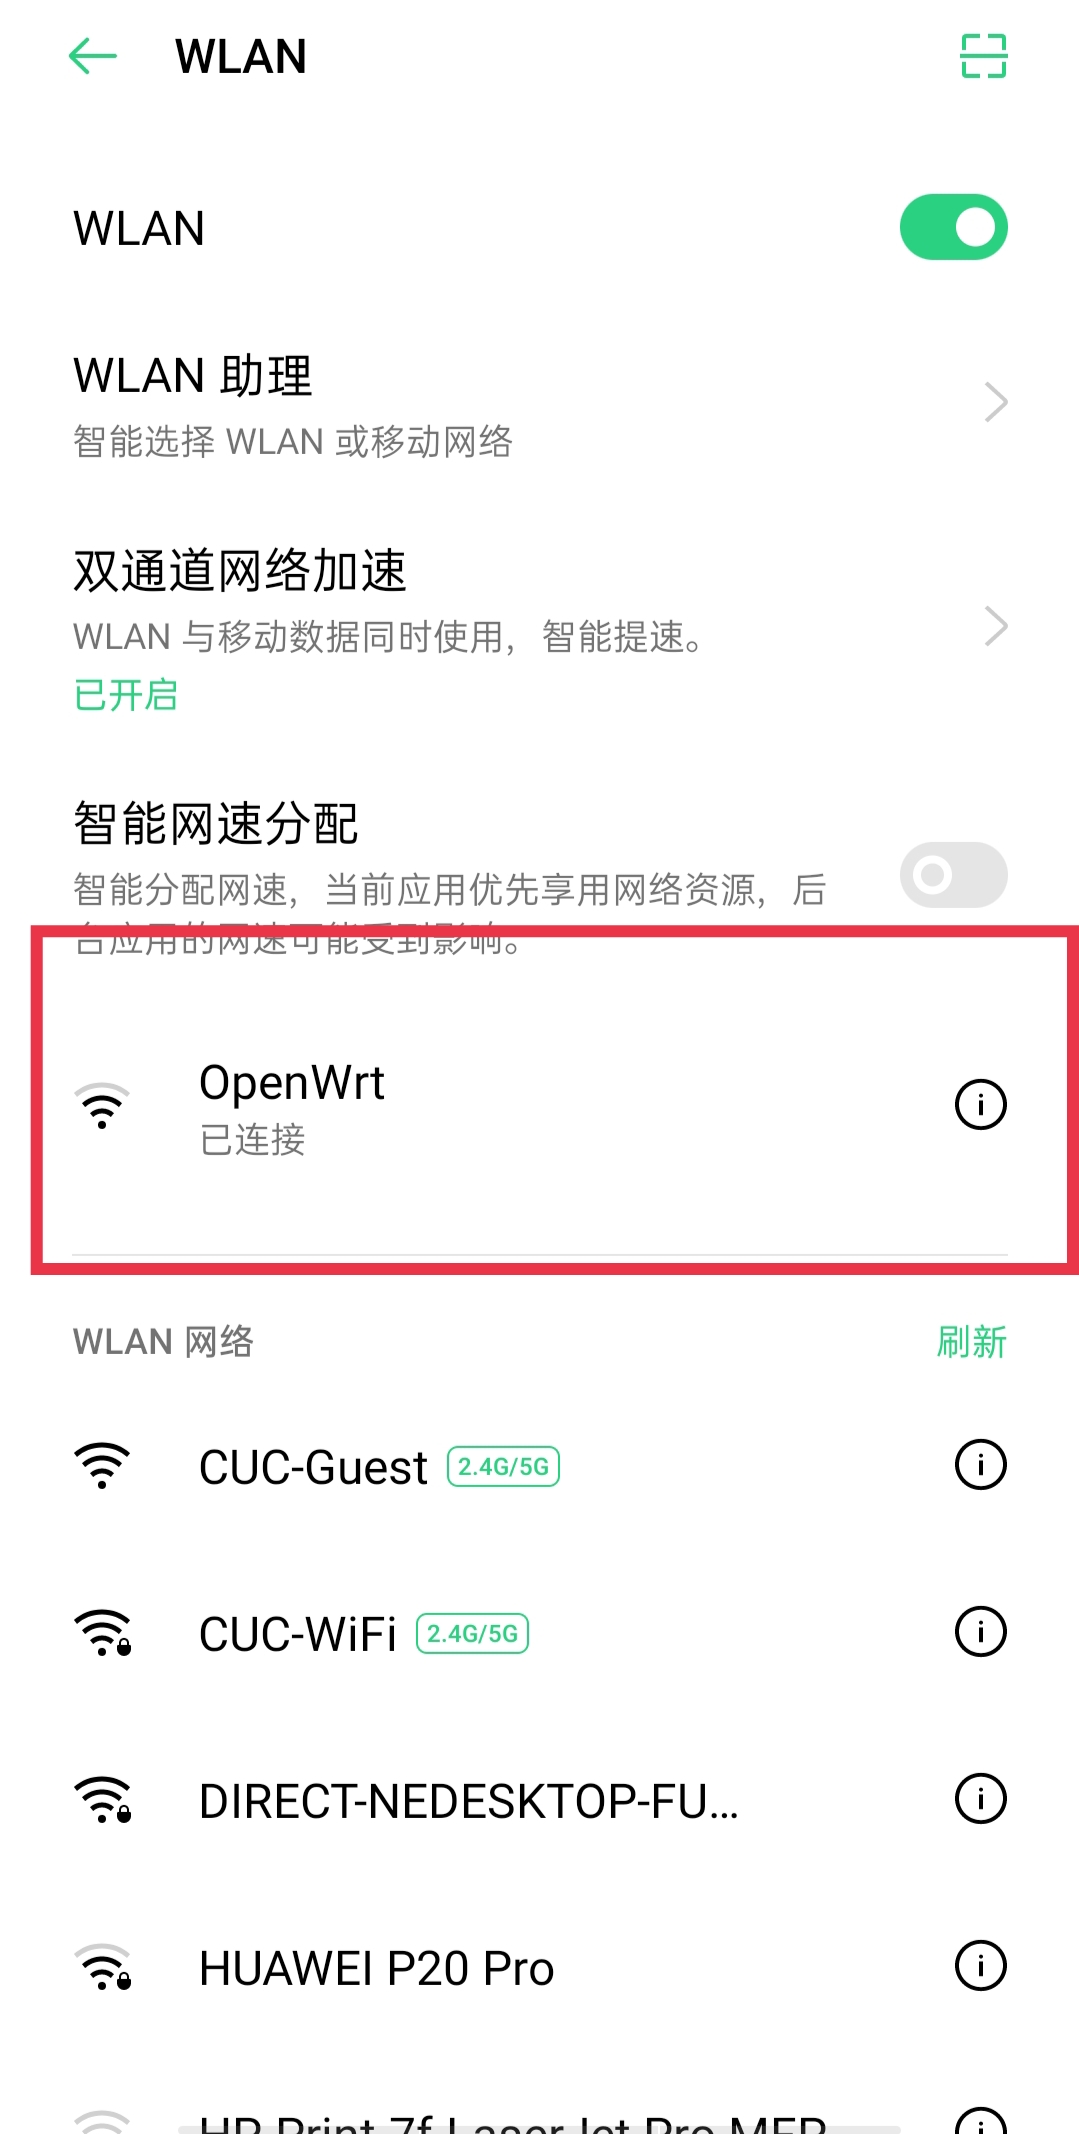 WLAN
WLAN
WLAN 助理
智能选择 WLAN 或移动网络
双通道网络加速
WLAN 与移动数据同时使用，智能提速。
已开启
智能网速分配
智能分配网速，当前应用优先享用网络资源，后
台应用的网速可能受到影响。
OpenWrt
已连接
WLAN 网络
刷新
CUC-Guest 2.4G/5G
CUC-WiFi 2.4G/5G
DIRECT-NEDESKTOP-FU...
HUAWEI P20 Pro
HP Print 7f LaserJet Pro MFP